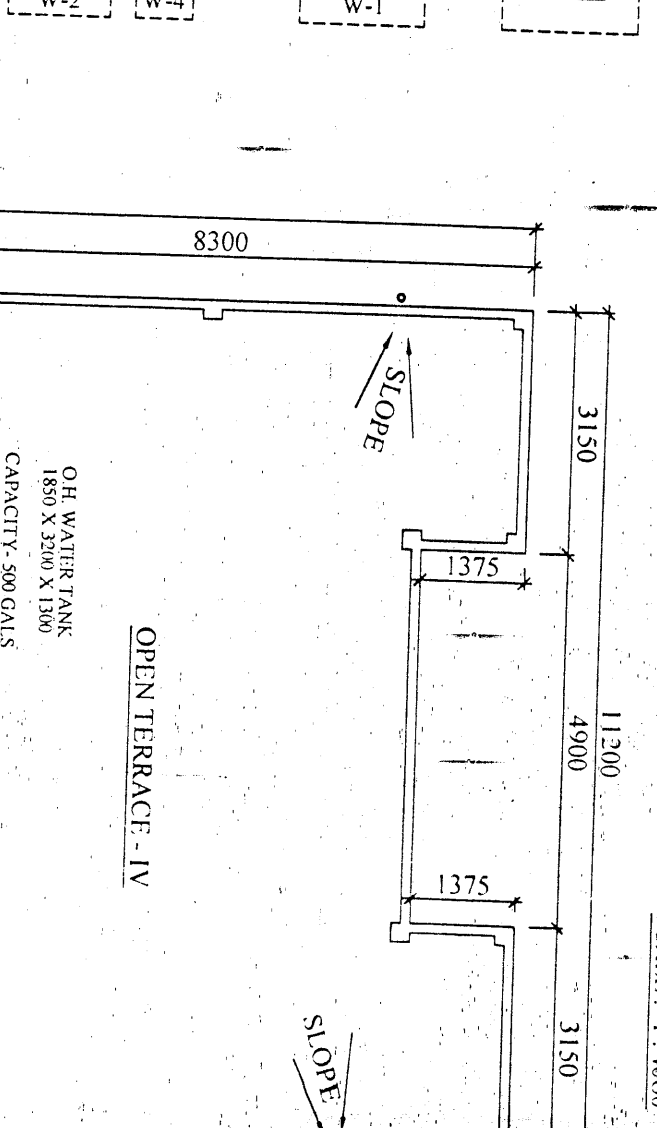 W-2
W-4
W-1
8300
3150
SLOPE
1375
O.H. WATER TANK
1850 X 3200 X 1300
CAPACITY- 500 GALS
OPEN TERRACE - IV
11200
4900
1375
3150
SLOPE